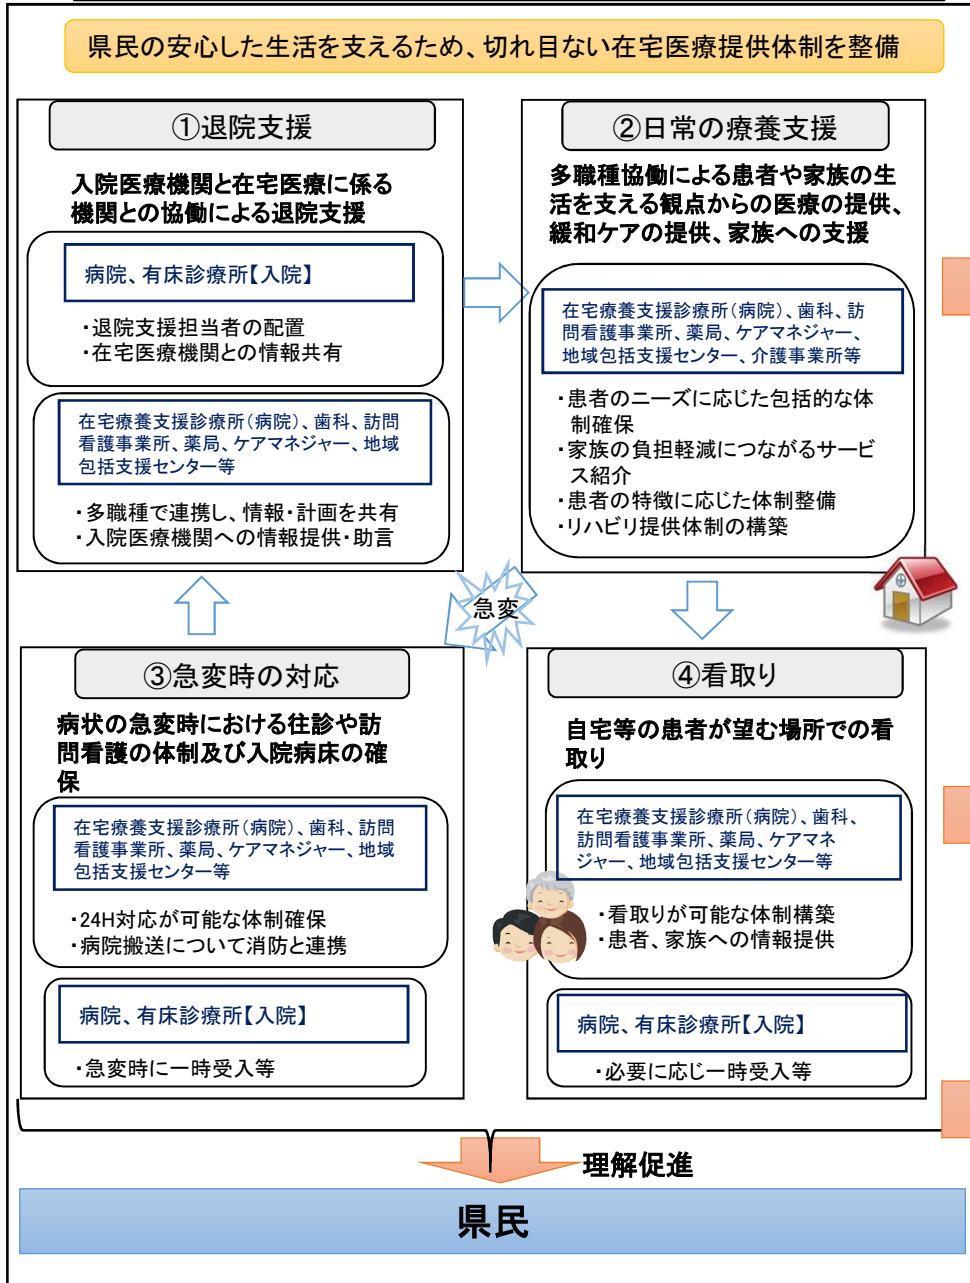 県民の安心した生活を支えるため、切れ目ない在宅医療提供体制を整備
①退院支援
入院医療機関と在宅医療に係る
機関との協働による退院支援
病院、有床診療所【入院】
・退院支援担当者の配置
・在宅医療機関との情報共有
在宅療養支援診療所(病院)、歯科、訪問
看護事業所、薬局、ケアマネジャー、地域
包括支援センター等
・多職種で連携し、情報・計画を共有
・入院医療機関への情報提供・助言
②日常の療養支援
多職種協働による患者や家族の生
活を支える観点からの医療の提供、
緩和ケアの提供、家族への支援
在宅療養支援診療所(病院)、歯科、訪
問看護事業所、薬局、ケアマネジャー、
地域包括支援センター、介護事業所等
・患者のニーズに応じた包括的な体
制確保
・家族の負担軽減につながるサービ
ス紹介
・患者の特徴に応じた体制整備
・リハビリ提供体制の構築
急変
③急変時の対応
病状の急変時における往診や訪
問看護の体制及び入院病床の確
保
在宅療養支援診療所(病院)、歯科、訪問
看護事業所、薬局、ケアマネジャー、地域
包括支援センター等
・24H対応が可能な体制確保
・病院搬送について消防と連携
病院、有床診療所【入院】
・急変時に一時受入等
④看取り
自宅等の患者が望む場所での看
取り
在宅療養支援診療所(病院)、歯科、
訪問看護事業所、薬局、ケアマネ
ジャー、地域包括支援センター等
・看取りが可能な体制構築
・患者、家族への情報提供
病院、有床診療所【入院】
・必要に応じ一時受入等
理解促進
県民